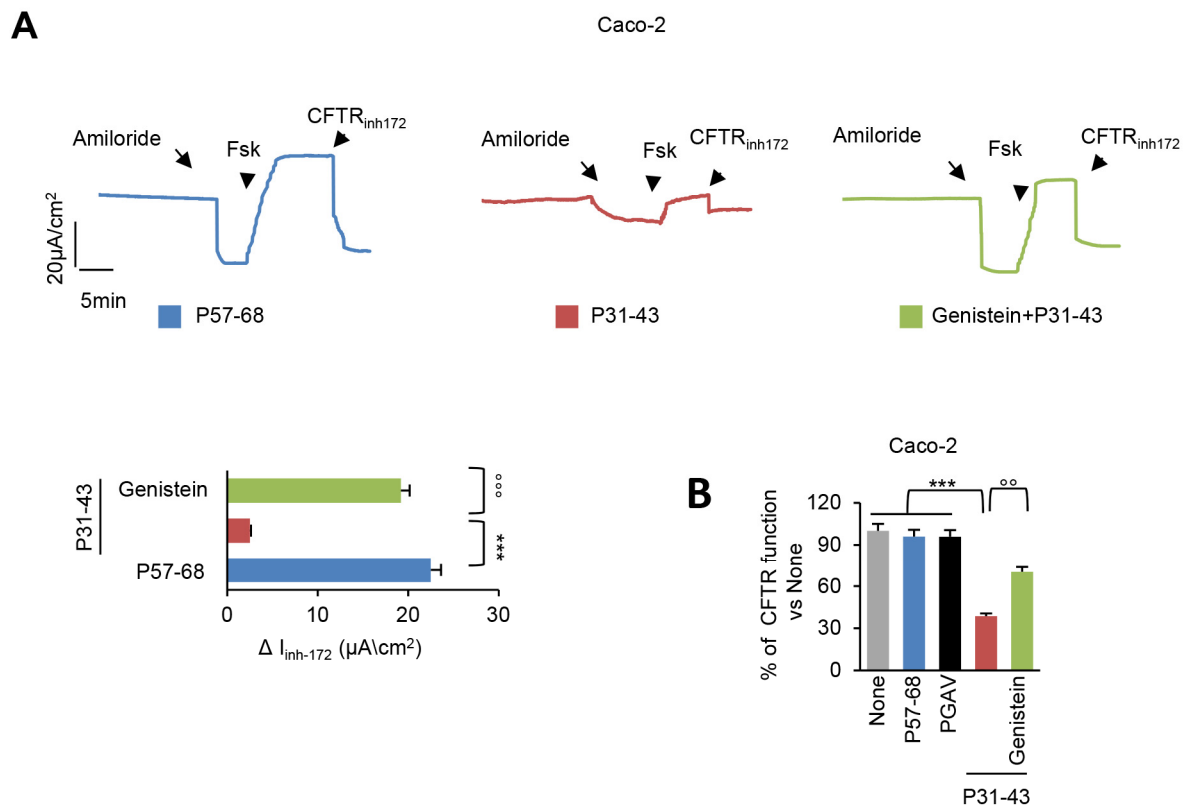 A
Caco-2
Amiloride
Fsk
CFTRinh172
Amiloride
Fsk
CFTRinh172
Amiloride
Fsk
CFTRinh172
20µA/cm2
5min
P57-68
P31-43
Genistein+P31-43
P31-43
Genistein
P57-68
°°°
***
0
10
20
30
Δ Iinh-172 (µA\cm2)
B
Caco-2
% of CFTR function
vs None
120
90
60
30
0
***
°°
None
P57-68
PGAV
Genistein
P31-43